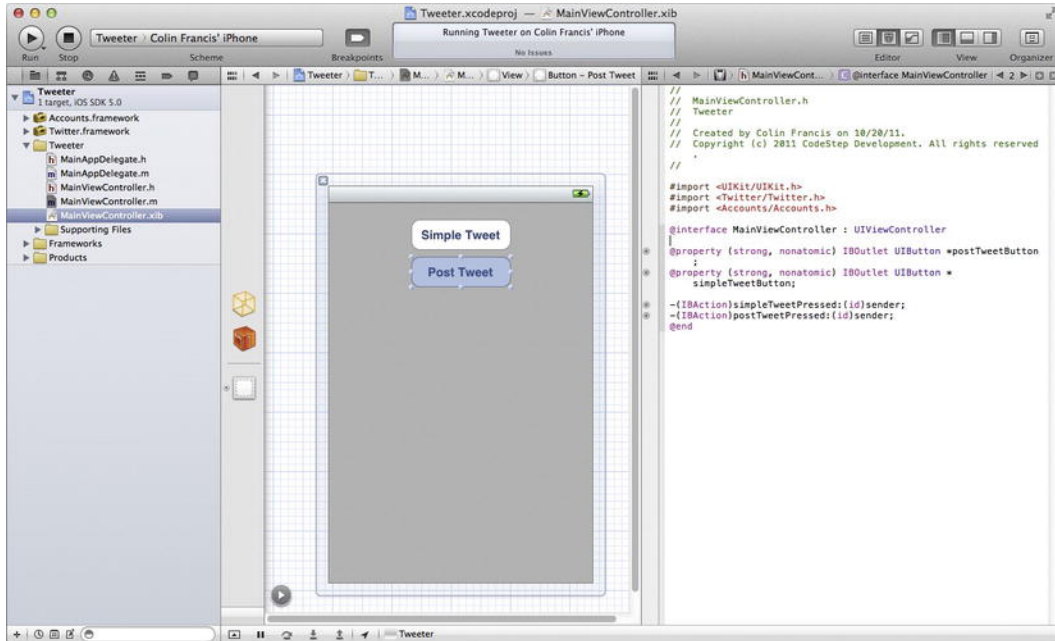 Tweeter.xcodeproj — MainViewController.xib
Tweeter Colin Francis' iPhone
Running Tweeter on Colin Francis' iPhone
No Issues
Run
Stop
Scheme
Breakpoints
Editor
View
Organizer
Tweeter
1 target, iOS SDK 5.0
Accounts.framework
Twitter.framework
Tweeter
h MainAppDelegate.h
m MainAppDelegate.m
h MainViewController.h
m MainViewController.m
MainViewController.xib
Supporting Files
Frameworks
Products
Tweeter T... M... M... View Button - Post Tweet
Simple Tweet
Post Tweet
h MainViewCont... C @interface MainViewController 2
//
// MainViewController.h
// Tweeter
//
// Created by Colin Francis on 10/20/11.
// Copyright (c) 2011 CodeStep Development. All rights reserved
.
//
#import <UIKit/UIKit.h>
#import <Twitter/Twitter.h>
#import <Accounts/Accounts.h>
@interface MainViewController : UIViewController
@property (strong, nonatomic) IBOutlet UIButton *postTweetButton
;
@property (strong, nonatomic) IBOutlet UIButton *
simpleTweetButton;
-(IBAction)simpleTweetPressed:(id)sender;
-(IBAction)postTweetPressed:(id)sender;
@end
Tweeter